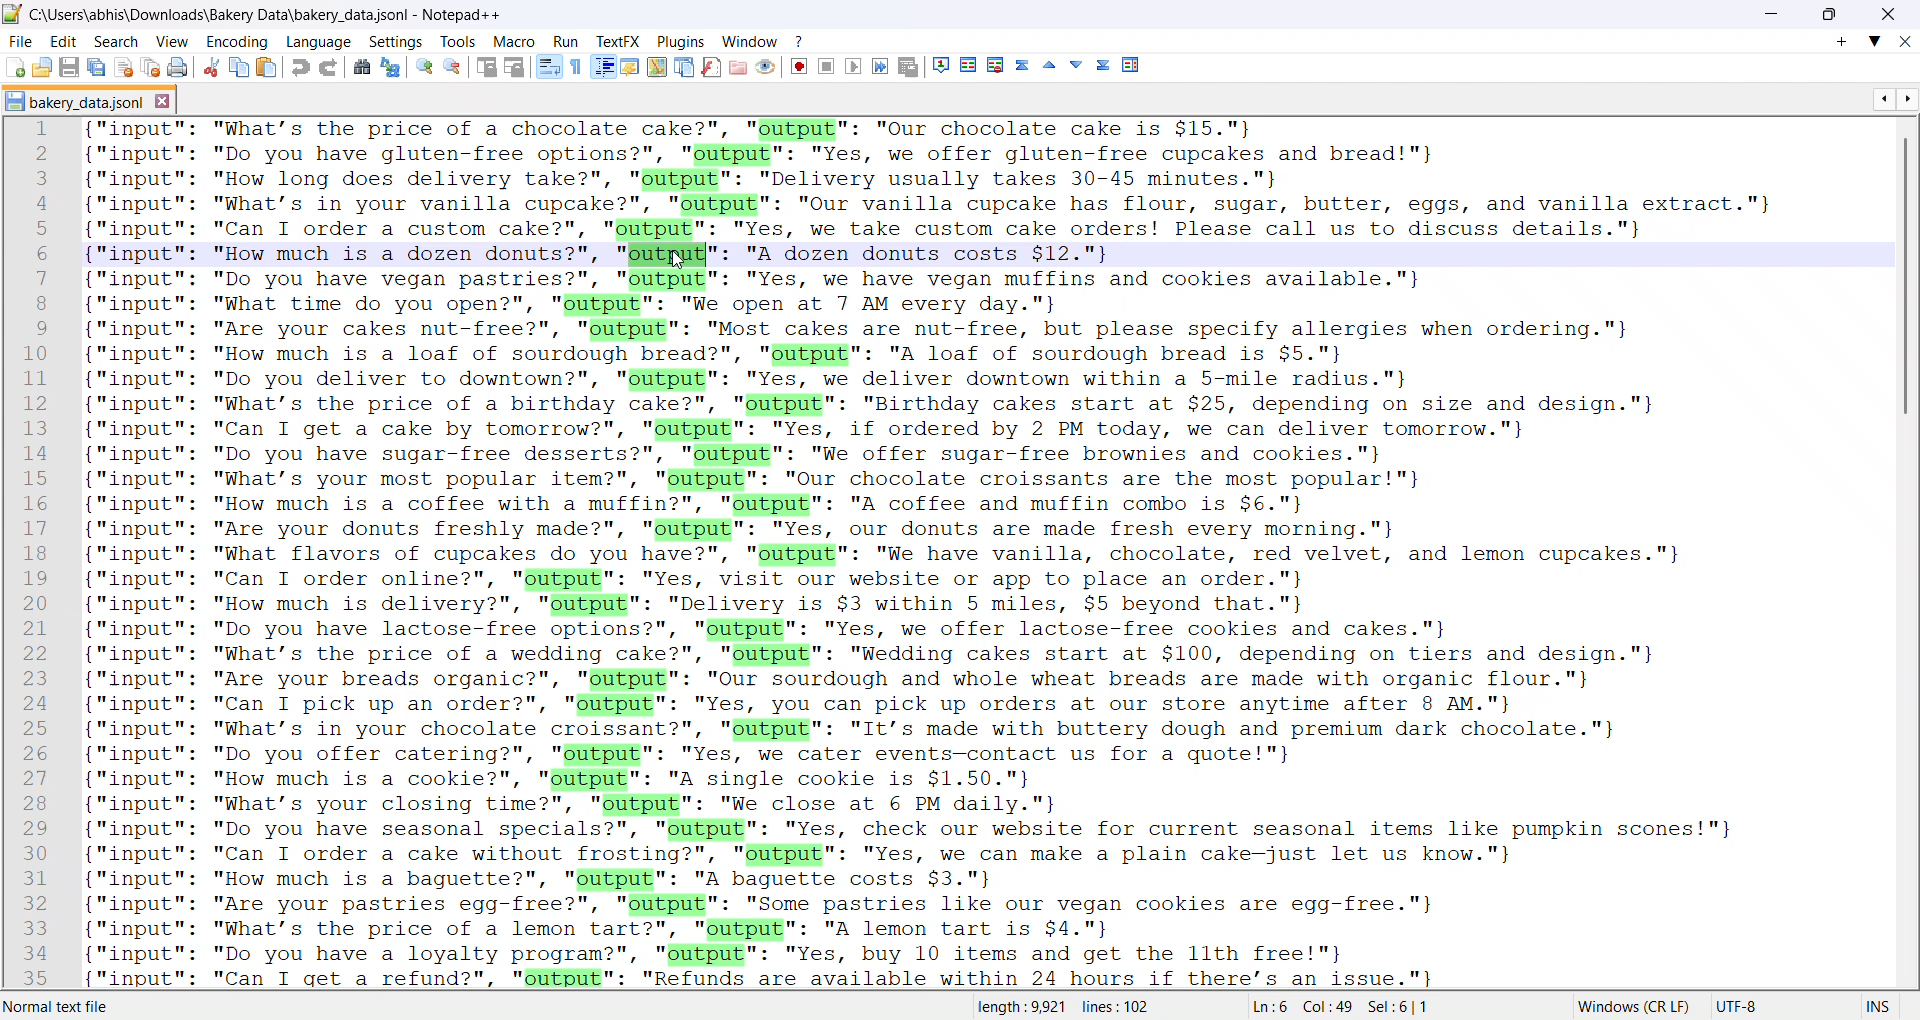 C:\Users\abhis\Downloads\Bakery Data\bakery_data.jsonl - Notepad++
File Edit Search View Encoding Language Settings Tools Macro Run TextFX Plugins Window ?
bakery_data.jsonl
1 {"input": "What’s the price of a chocolate cake?", "output": "Our chocolate cake is $15."}
2 {"input": "Do you have gluten-free options?", "output": "Yes, we offer gluten-free cupcakes and bread!"}
3 {"input": "How long does delivery take?", "output": "Delivery usually takes 30-45 minutes."}
4 {"input": "What’s in your vanilla cupcake?", "output": "Our vanilla cupcake has flour, sugar, butter, eggs, and vanilla extract."}
5 {"input": "Can I order a custom cake?", "output": "Yes, we take custom cake orders! Please call us to discuss details."}
6 {"input": "How much is a dozen donuts?", "output": "A dozen donuts costs $12."}
7 {"input": "Do you have vegan pastries?", "output": "Yes, we have vegan muffins and cookies available."}
8 {"input": "What time do you open?", "output": "We open at 7 AM every day."}
9 {"input": "Are your cakes nut-free?", "output": "Most cakes are nut-free, but please specify allergies when ordering."}
10 {"input": "How much is a loaf of sourdough bread?", "output": "A loaf of sourdough bread is $5."}
11 {"input": "Do you deliver to downtown?", "output": "Yes, we deliver downtown within a 5-mile radius."}
12 {"input": "What’s the price of a birthday cake?", "output": "Birthday cakes start at $25, depending on size and design."}
13 {"input": "Can I get a cake by tomorrow?", "output": "Yes, if ordered by 2 PM today, we can deliver tomorrow."}
14 {"input": "Do you have sugar-free desserts?", "output": "We offer sugar-free brownies and cookies."}
15 {"input": "What’s your most popular item?", "output": "Our chocolate croissants are the most popular!"}
16 {"input": "How much is a coffee with a muffin?", "output": "A coffee and muffin combo is $6."}
17 {"input": "Are your donuts freshly made?", "output": "Yes, our donuts are made fresh every morning."}
18 {"input": "What flavors of cupcakes do you have?", "output": "We have vanilla, chocolate, red velvet, and lemon cupcakes."}
19 {"input": "Can I order online?", "output": "Yes, visit our website or app to place an order."}
20 {"input": "How much is delivery?", "output": "Delivery is $3 within 5 miles, $5 beyond that."}
21 {"input": "Do you have lactose-free options?", "output": "Yes, we offer lactose-free cookies and cakes."}
22 {"input": "What’s the price of a wedding cake?", "output": "Wedding cakes start at $100, depending on tiers and design."}
23 {"input": "Are your breads organic?", "output": "Our sourdough and whole wheat breads are made with organic flour."}
24 {"input": "Can I pick up an order?", "output": "Yes, you can pick up orders at our store anytime after 8 AM."}
25 {"input": "What’s in your chocolate croissant?", "output": "It’s made with buttery dough and premium dark chocolate."}
26 {"input": "Do you offer catering?", "output": "Yes, we cater events—contact us for a quote!"}
27 {"input": "How much is a cookie?", "output": "A single cookie is $1.50."}
28 {"input": "What’s your closing time?", "output": "We close at 6 PM daily."}
29 {"input": "Do you have seasonal specials?", "output": "Yes, check our website for current seasonal items like pumpkin scones!"}
30 {"input": "Can I order a cake without frosting?", "output": "Yes, we can make a plain cake—just let us know."}
31 {"input": "How much is a baguette?", "output": "A baguette costs $3."}
32 {"input": "Are your pastries egg-free?", "output": "Some pastries like our vegan cookies are egg-free."}
33 {"input": "What’s the price of a lemon tart?", "output": "A lemon tart is $4."}
34 {"input": "Do you have a loyalty program?", "output": "Yes, buy 10 items and get the 11th free!"}
35 {"input": "Can I get a refund?", "output": "Refunds are available within 24 hours if there’s an issue."}
Normal text file length : 9,921 lines : 102 Ln : 6 Col : 49 Sel : 6 | 1 Windows (CR LF) UTF-8 INS